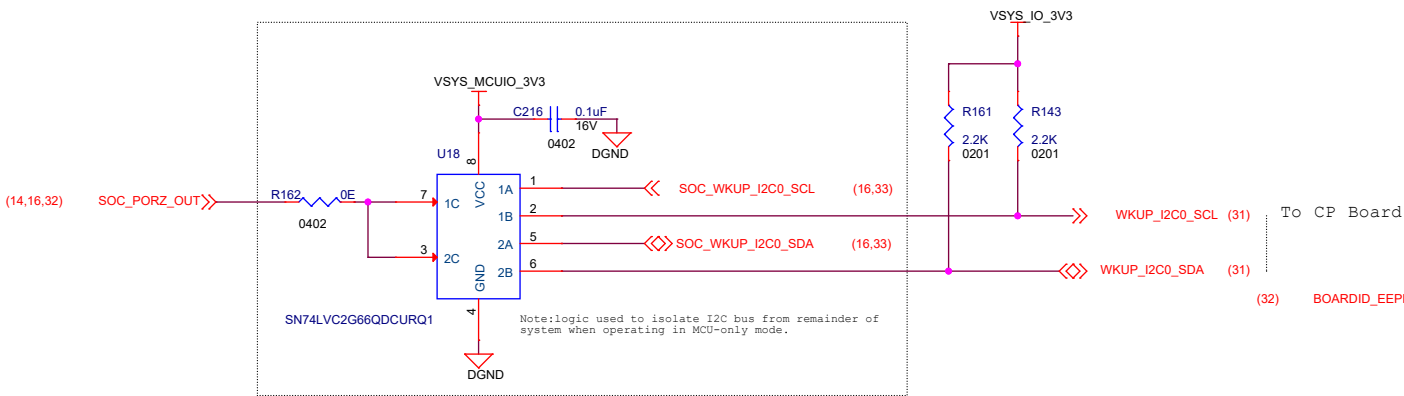 VSYS_IO_3V3
VSYS_MCUIO_3V3
C216
0.1uF
16V
0402
DGND
R161
2.2K
0201
R143
2.2K
0201
U18
8
VCC
(14,16,32)
SOC_PORZ_OUT
R162
0E
0402
7
1C
3
2C
1A
1
1B
2
2A
5
2B
6
GND
4
SOC_WKUP_I2C0_SCL
(16,33)
WKUP_I2C0_SCL
(31)
To CP Board
SOC_WKUP_I2C0_SDA
(16,33)
WKUP_I2C0_SDA
(31)
(32)
SN74LVC2G66QDCURQ1
Note:logic used to isolate I2C bus from remainder of
system when operating in MCU-only mode.
DGND